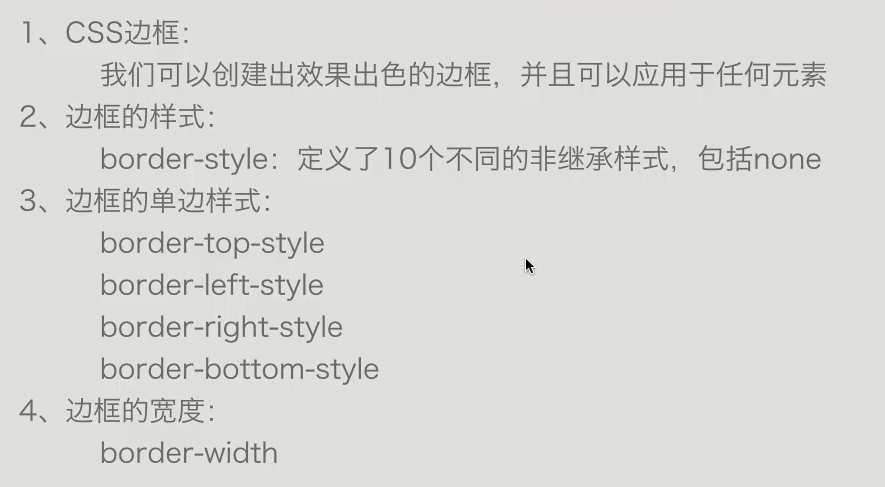 1、CSS边框：
我们可以创建出效果出色的边框，并且可以应用于任何元素
2、边框的样式：
border-style：定义了10个不同的非继承样式，包括none
3、边框的单边样式：
border-top-style
border-left-style
border-right-style
border-bottom-style
4、边框的宽度：
border-width